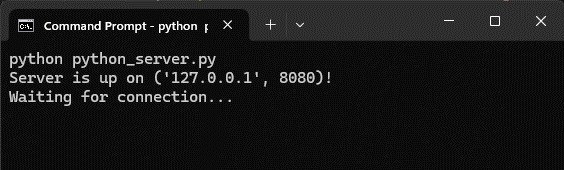 Command Prompt - python p
python python_server.py
Server is up on ('127.0.0.1', 8080)!
Waiting for connection...